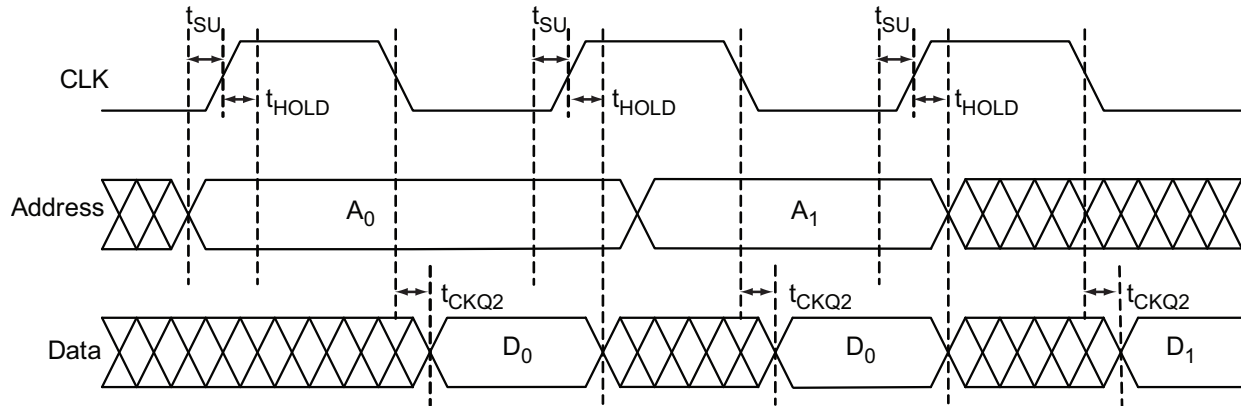 tSU tSU tSU
CLK
tHOLD tHOLD tHOLD
Address A0 A1
tCKQ2 tCKQ2 tCKQ2
Data D0 D0 D1